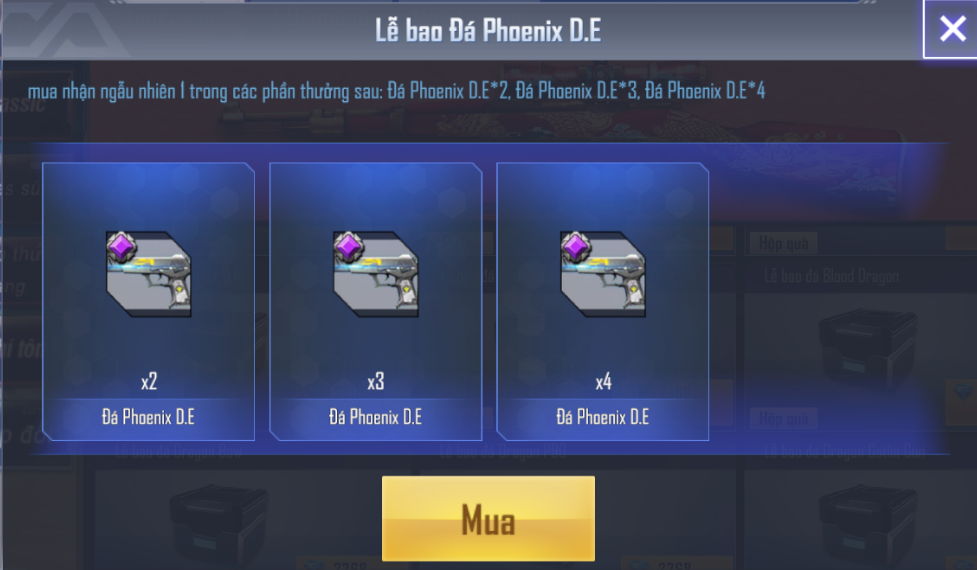 Lễ bao Đá Phoenix D.E
mua nhận ngẫu nhiên 1 trong các phần thưởng sau: Đá Phoenix D.E*2, Đá Phoenix D.E*3, Đá Phoenix D.E*4
Hộp quà
Lễ bao đá Blood Dragon
x2
x3
x4
Đá Phoenix D.E
Đá Phoenix D.E
Đá Phoenix D.E
Hộp quà
Mua